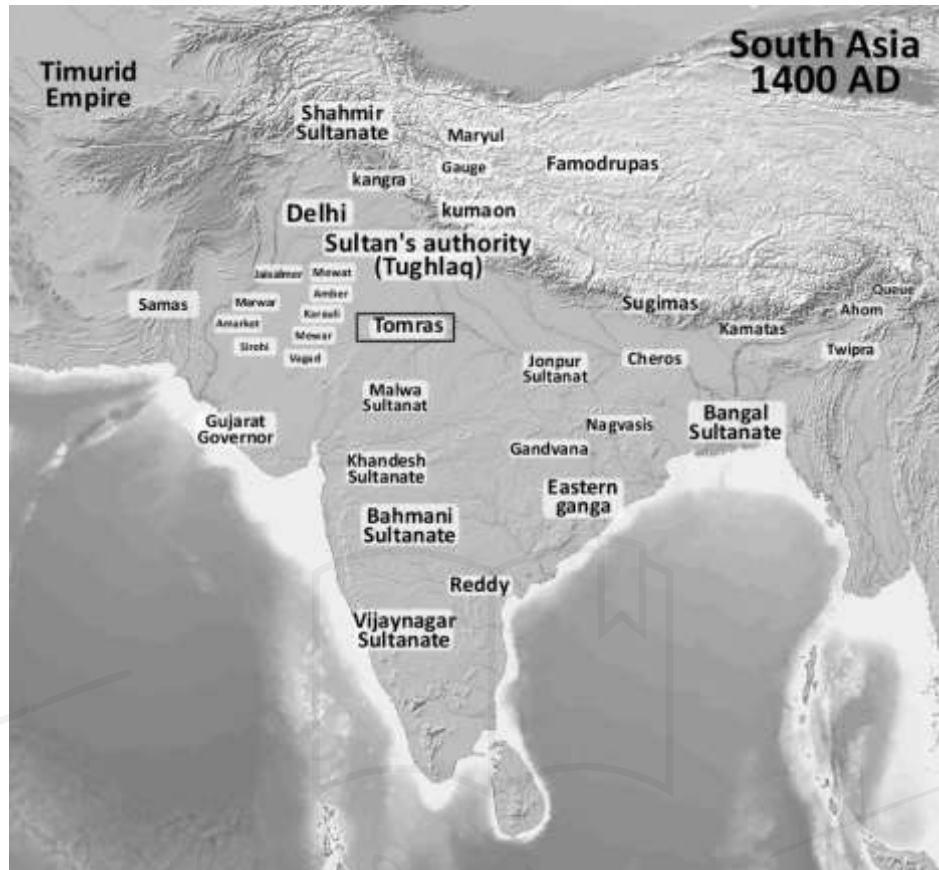 South Asia
1400 AD
Timurid
Empire
Shahmir
Sultanate
Maryul
Gauge
Famodrupas
kangra
Delhi
kumaon
Sultan's authority
(Tughlaq)
Jaisalmer
Mewat
Queue
Samas
Marwar
Amber
Sugimas
Ahom
Amarkot
Karauli
Tomras
Kamatas
Sirohi
Mewar
Vagad
Twipra
Jonpur
Sultanat
Cheros
Malwa
Sultanat
Gujarat
Governor
Nagvasis
Bangal
Sultanate
Gandvana
Khandesh
Sultanate
Eastern
ganga
Bahmani
Sultanate
Reddy
Vijaynagar
Sultanate